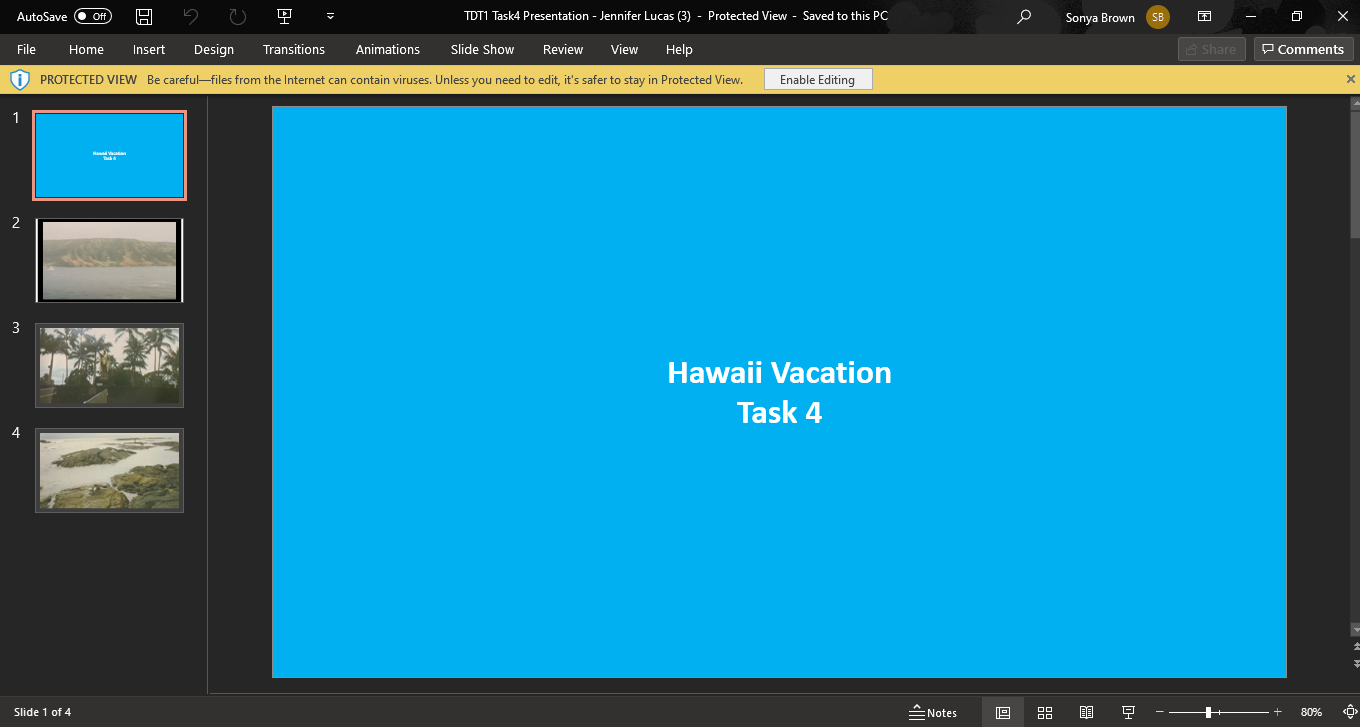 AutoSave Off
TDT1 Task4 Presentation - Jennifer Lucas (3) - Protected View - Saved to this PC
Sonya Brown SB
File Home Insert Design Transitions Animations Slide Show Review View Help
Share Comments
PROTECTED VIEW Be careful—files from the Internet can contain viruses. Unless you need to edit, it's safer to stay in Protected View. Enable Editing
1
Hawaii Vacation
Task 4
2
3
4
Hawaii Vacation
Task 4
Slide 1 of 4
Notes
80%